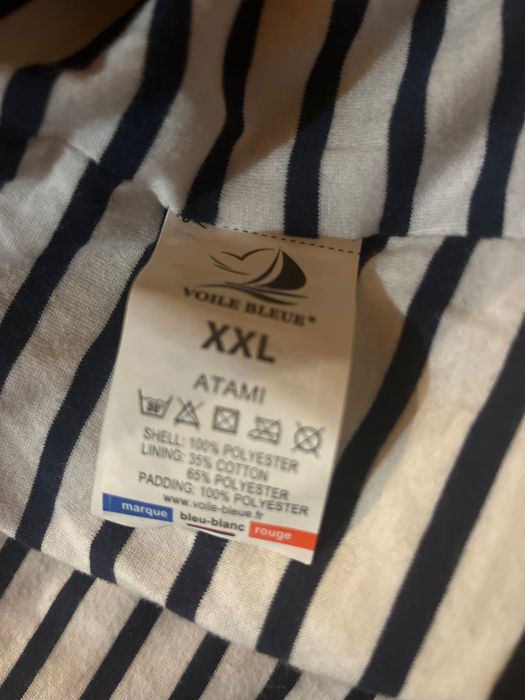 VOILE BLEUE®
XXL
ATAMI
30°
SHELL: 100% POLYESTER
LINING: 35% COTTON
65% POLYESTER
PADDING: 100% POLYESTER
www.voile-bleue.fr
marque bleu-blanc rouge